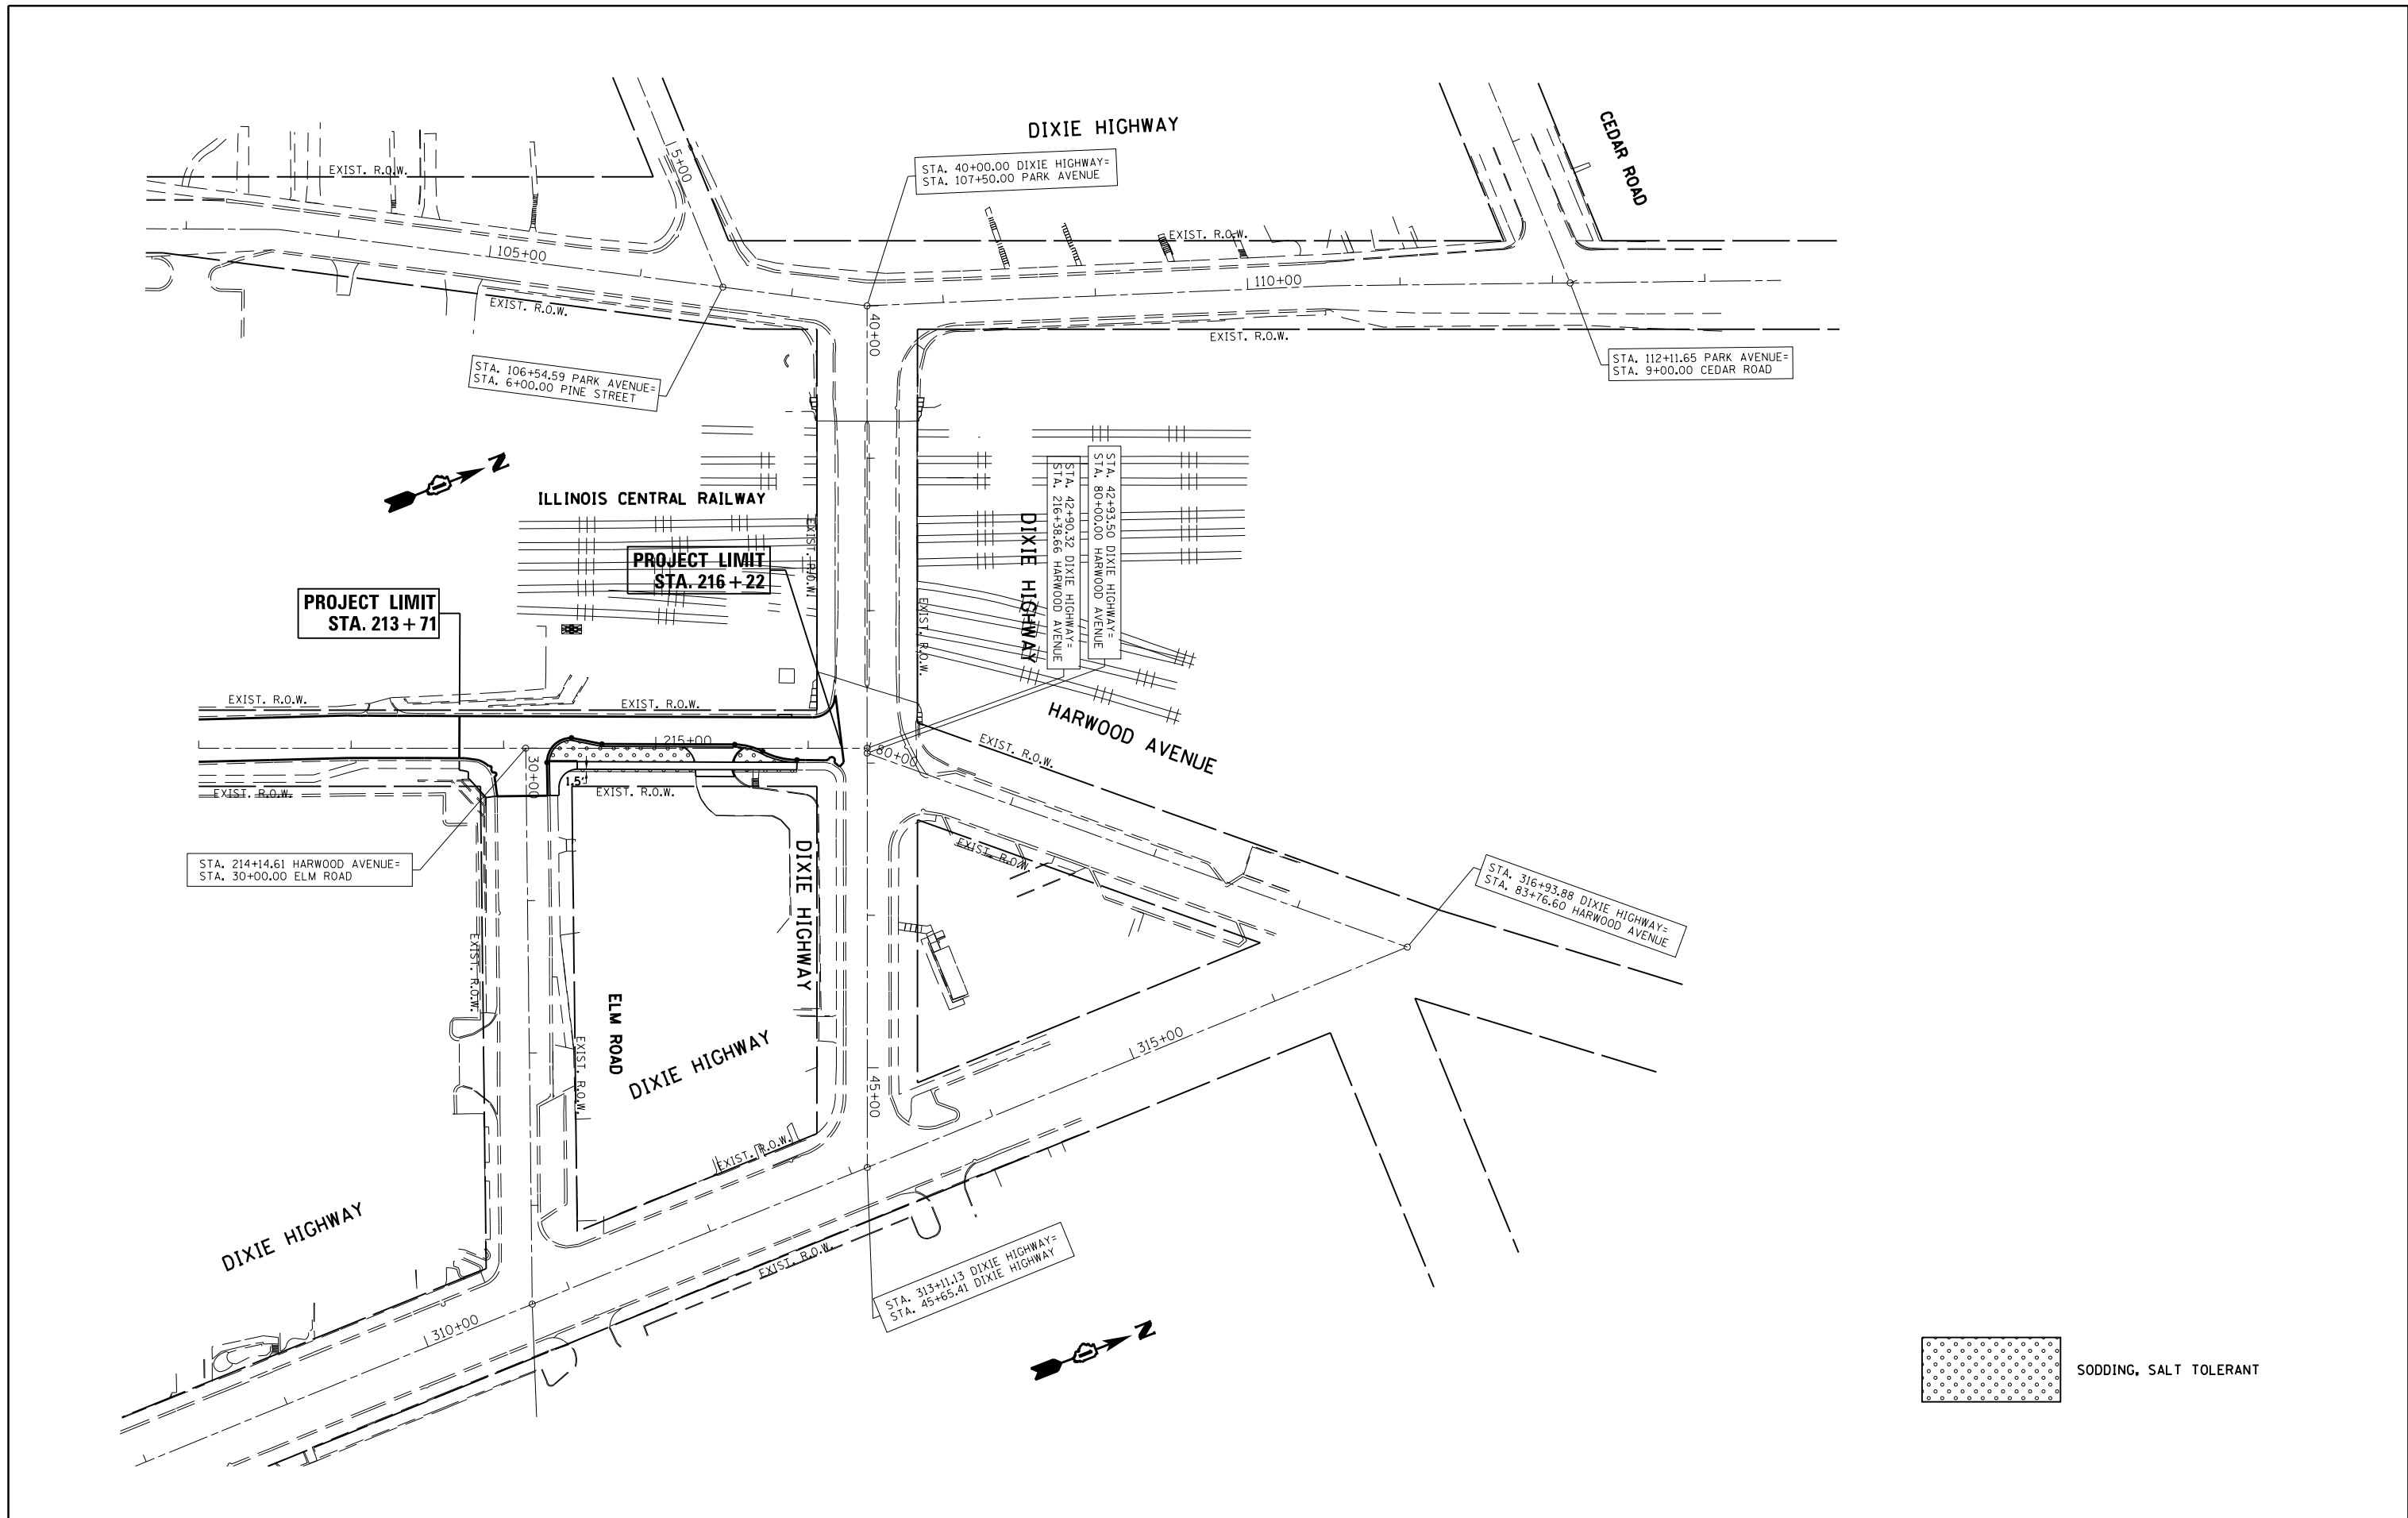 DIXIE HIGHWAY
CEDAR ROAD
STA. 40+00.00 DIXIE HIGHWAY=
STA. 107+50.00 PARK AVENUE
EXIST. R.O.W.
5+00
EXIST. R.O.W.
105+00
110+00
EXIST. R.O.W.
40+00
EXIST. R.O.W.
STA. 106+54.59 PARK AVENUE=
STA. 6+00.00 PINE STREET
STA. 112+11.65 PARK AVENUE=
STA. 9+00.00 CEDAR ROAD
N
ILLINOIS CENTRAL RAILWAY
EXIST. R.O.W.
DIXIE HIGHWAY
STA. 42+90.32 DIXIE HIGHWAY=
STA. 216+38.66 HARWOOD AVENUE
STA. 42+93.50 DIXIE HIGHWAY=
STA. 80+00.00 HARWOOD AVENUE
PROJECT LIMIT
STA. 216+22
PROJECT LIMIT
STA. 213+71
EXIST. R.O.W.
EXIST. R.O.W.
EXIST. R.O.W.
HARWOOD AVENUE
215+00
80+00
EXIST. R.O.W.
30+00
1.5'
EXIST. R.O.W.
EXIST. R.O.W.
STA. 214+14.61 HARWOOD AVENUE=
STA. 30+00.00 ELM ROAD
DIXIE HIGHWAY
EXIST. R.O.W.
STA. 316+93.88 DIXIE HIGHWAY=
STA. 83+76.60 HARWOOD AVENUE
EXIST. R.O.W.
ELM ROAD
EXIST. R.O.W.
DIXIE HIGHWAY
315+00
45+00
EXIST. R.O.W.
DIXIE HIGHWAY
EXIST. R.O.W.
STA. 313+11.13 DIXIE HIGHWAY=
STA. 45+65.41 DIXIE HIGHWAY
310+00
N
SODDING, SALT TOLERANT